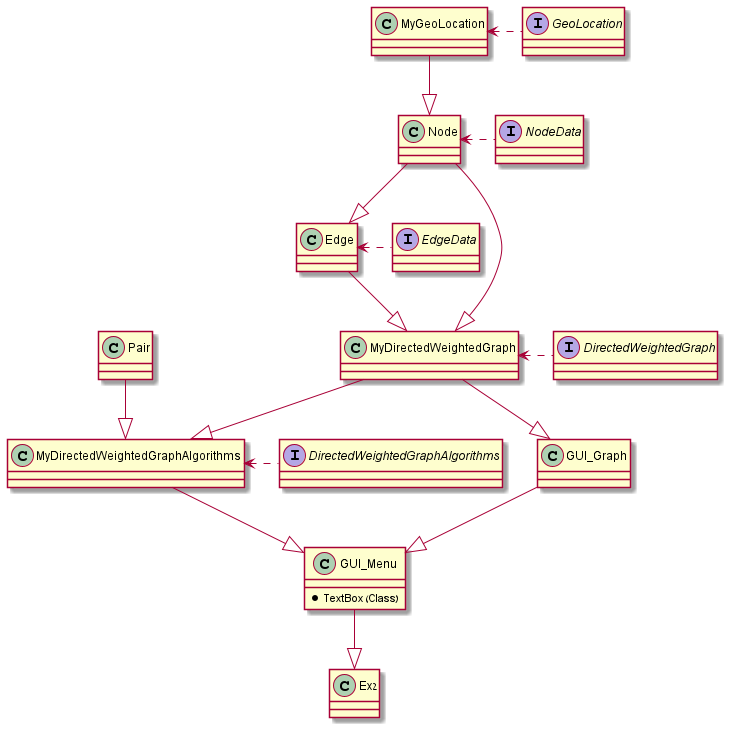 C MyGeoLocation
I GeoLocation
C Node
I NodeData
C Edge
I EdgeData
C Pair
C MyDirectedWeightedGraph
I DirectedWeightedGraph
C MyDirectedWeightedGraphAlgorithms
I DirectedWeightedGraphAlgorithms
C GUI_Graph
C GUI_Menu
TextBox (Class)
C Ex2